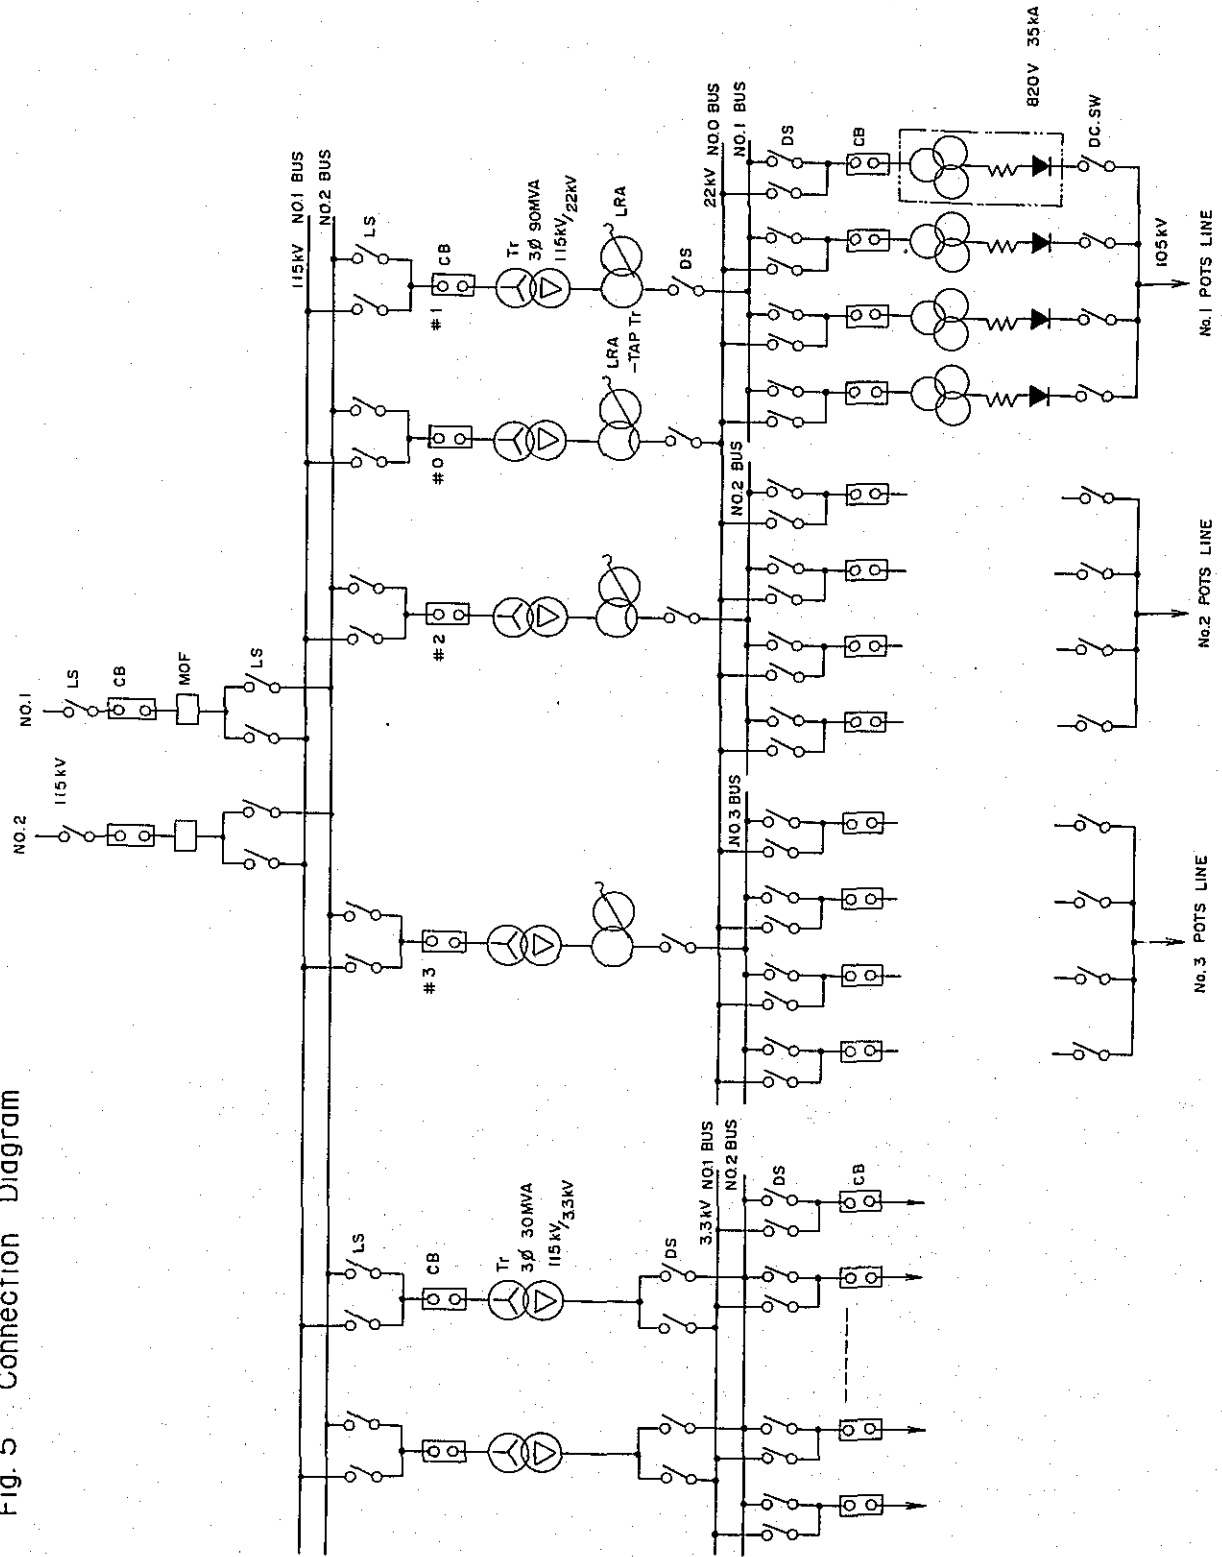 Fig. 5 Connection Diagram
NO.1
LS
CB
MOF
LS
NO.2
115kV
115kV NO.1 BUS
NO.2 BUS
LS
CB
#1
Tr
3Ø 90MVA
115kV/22kV
LRA
DS
#0
LRA
-TAP Tr
#2
#3
LS
CB
Tr
3Ø 30MVA
115kV/3.3kV
DS
22kV NO.0 BUS
NO.1 BUS
DS
CB
820V 35kA
DC.SW
105kV
No.1 POTS LINE
NO.2 BUS
No.2 POTS LINE
NO.3 BUS
No.3 POTS LINE
3.3kV NO.1 BUS
NO.2 BUS
DS
CB